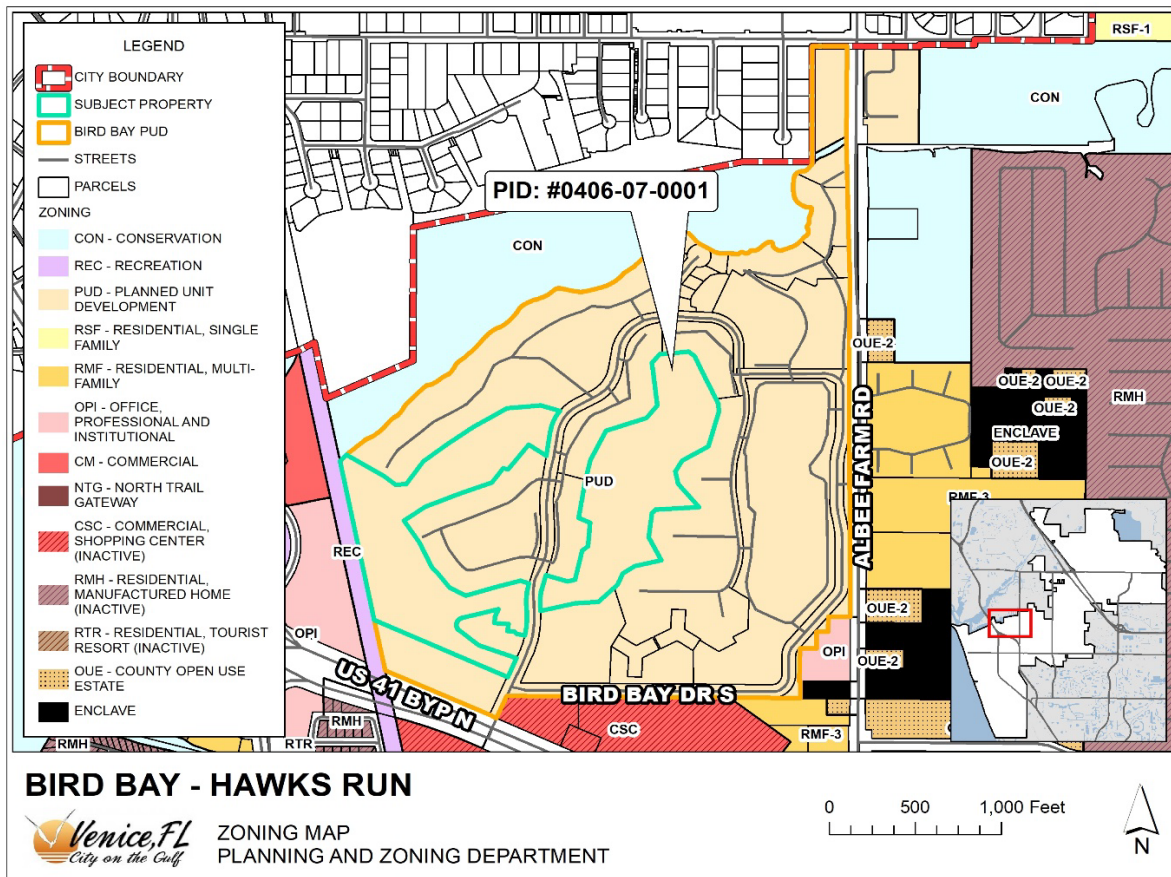 LEGEND
CITY BOUNDARY
SUBJECT PROPERTY
BIRD BAY PUD
STREETS
PARCELS
ZONING
CON - CONSERVATION
REC - RECREATION
PUD - PLANNED UNIT
DEVELOPMENT
RSF - RESIDENTIAL, SINGLE
FAMILY
RMF - RESIDENTIAL, MULTI-
FAMILY
OPI - OFFICE,
PROFESSIONAL AND
INSTITUTIONAL
CM - COMMERCIAL
NTG - NORTH TRAIL
GATEWAY
CSC - COMMERCIAL,
SHOPPING CENTER
(INACTIVE)
RMH - RESIDENTIAL,
MANUFACTURED HOME
(INACTIVE)
RTR - RESIDENTIAL, TOURIST
RESORT (INACTIVE)
OUE - COUNTY OPEN USE
ESTATE
ENCLAVE
RSF-1
CON
PID: #0406-07-0001
CON
OUE-2
OUE-2
OUE-2
OUE-2
RMH
ENCLAVE
OUE-2
PUD
RMF-3
ALBEE FARM RD
REC
OUE-2
OPI
OPI
OUE-2
US 41 BYP N
BIRD BAY DR S
RMH
CSC
RMF-3
RMH
RTR
BIRD BAY - HAWKS RUN
Venice, FL
City on the Gulf
ZONING MAP
PLANNING AND ZONING DEPARTMENT
0 500 1,000 Feet
N